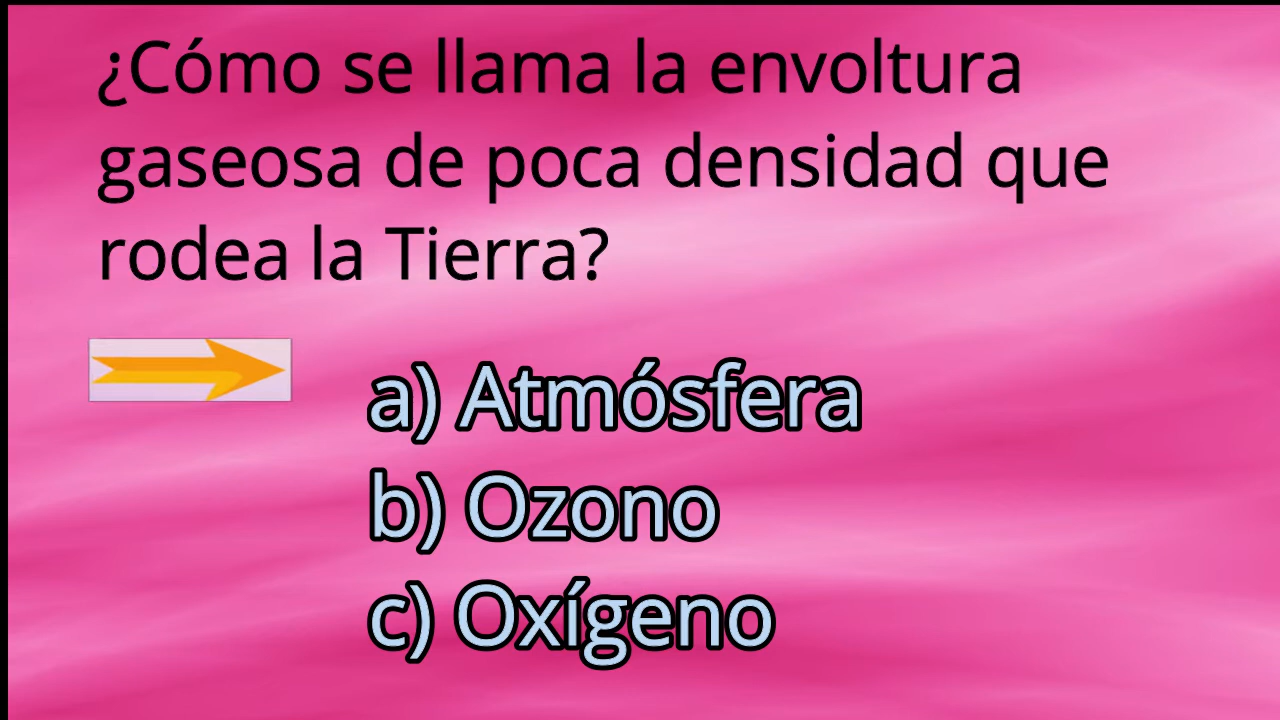 ¿Cómo se llama la envoltura
gaseosa de poca densidad que
rodea la Tierra?
a) Atmósfera
b) Ozono
c) Oxígeno